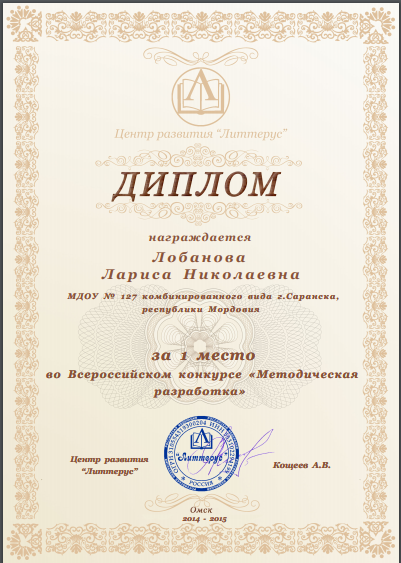 Л
Центр развития "Литтерус"
ДИПЛОМ
награждается
Лобанова
Лариса Николаевна
МДОУ № 127 комбинированного вида г.Саранска,
республики Мордовия
за 1 место
во Всероссийском конкурсе «Методическая
разработка»
Центр развития
"Литтерус"
Л
Литтерус
РОССИЯ
Кощеев А.В.
Омск
2014 - 2015